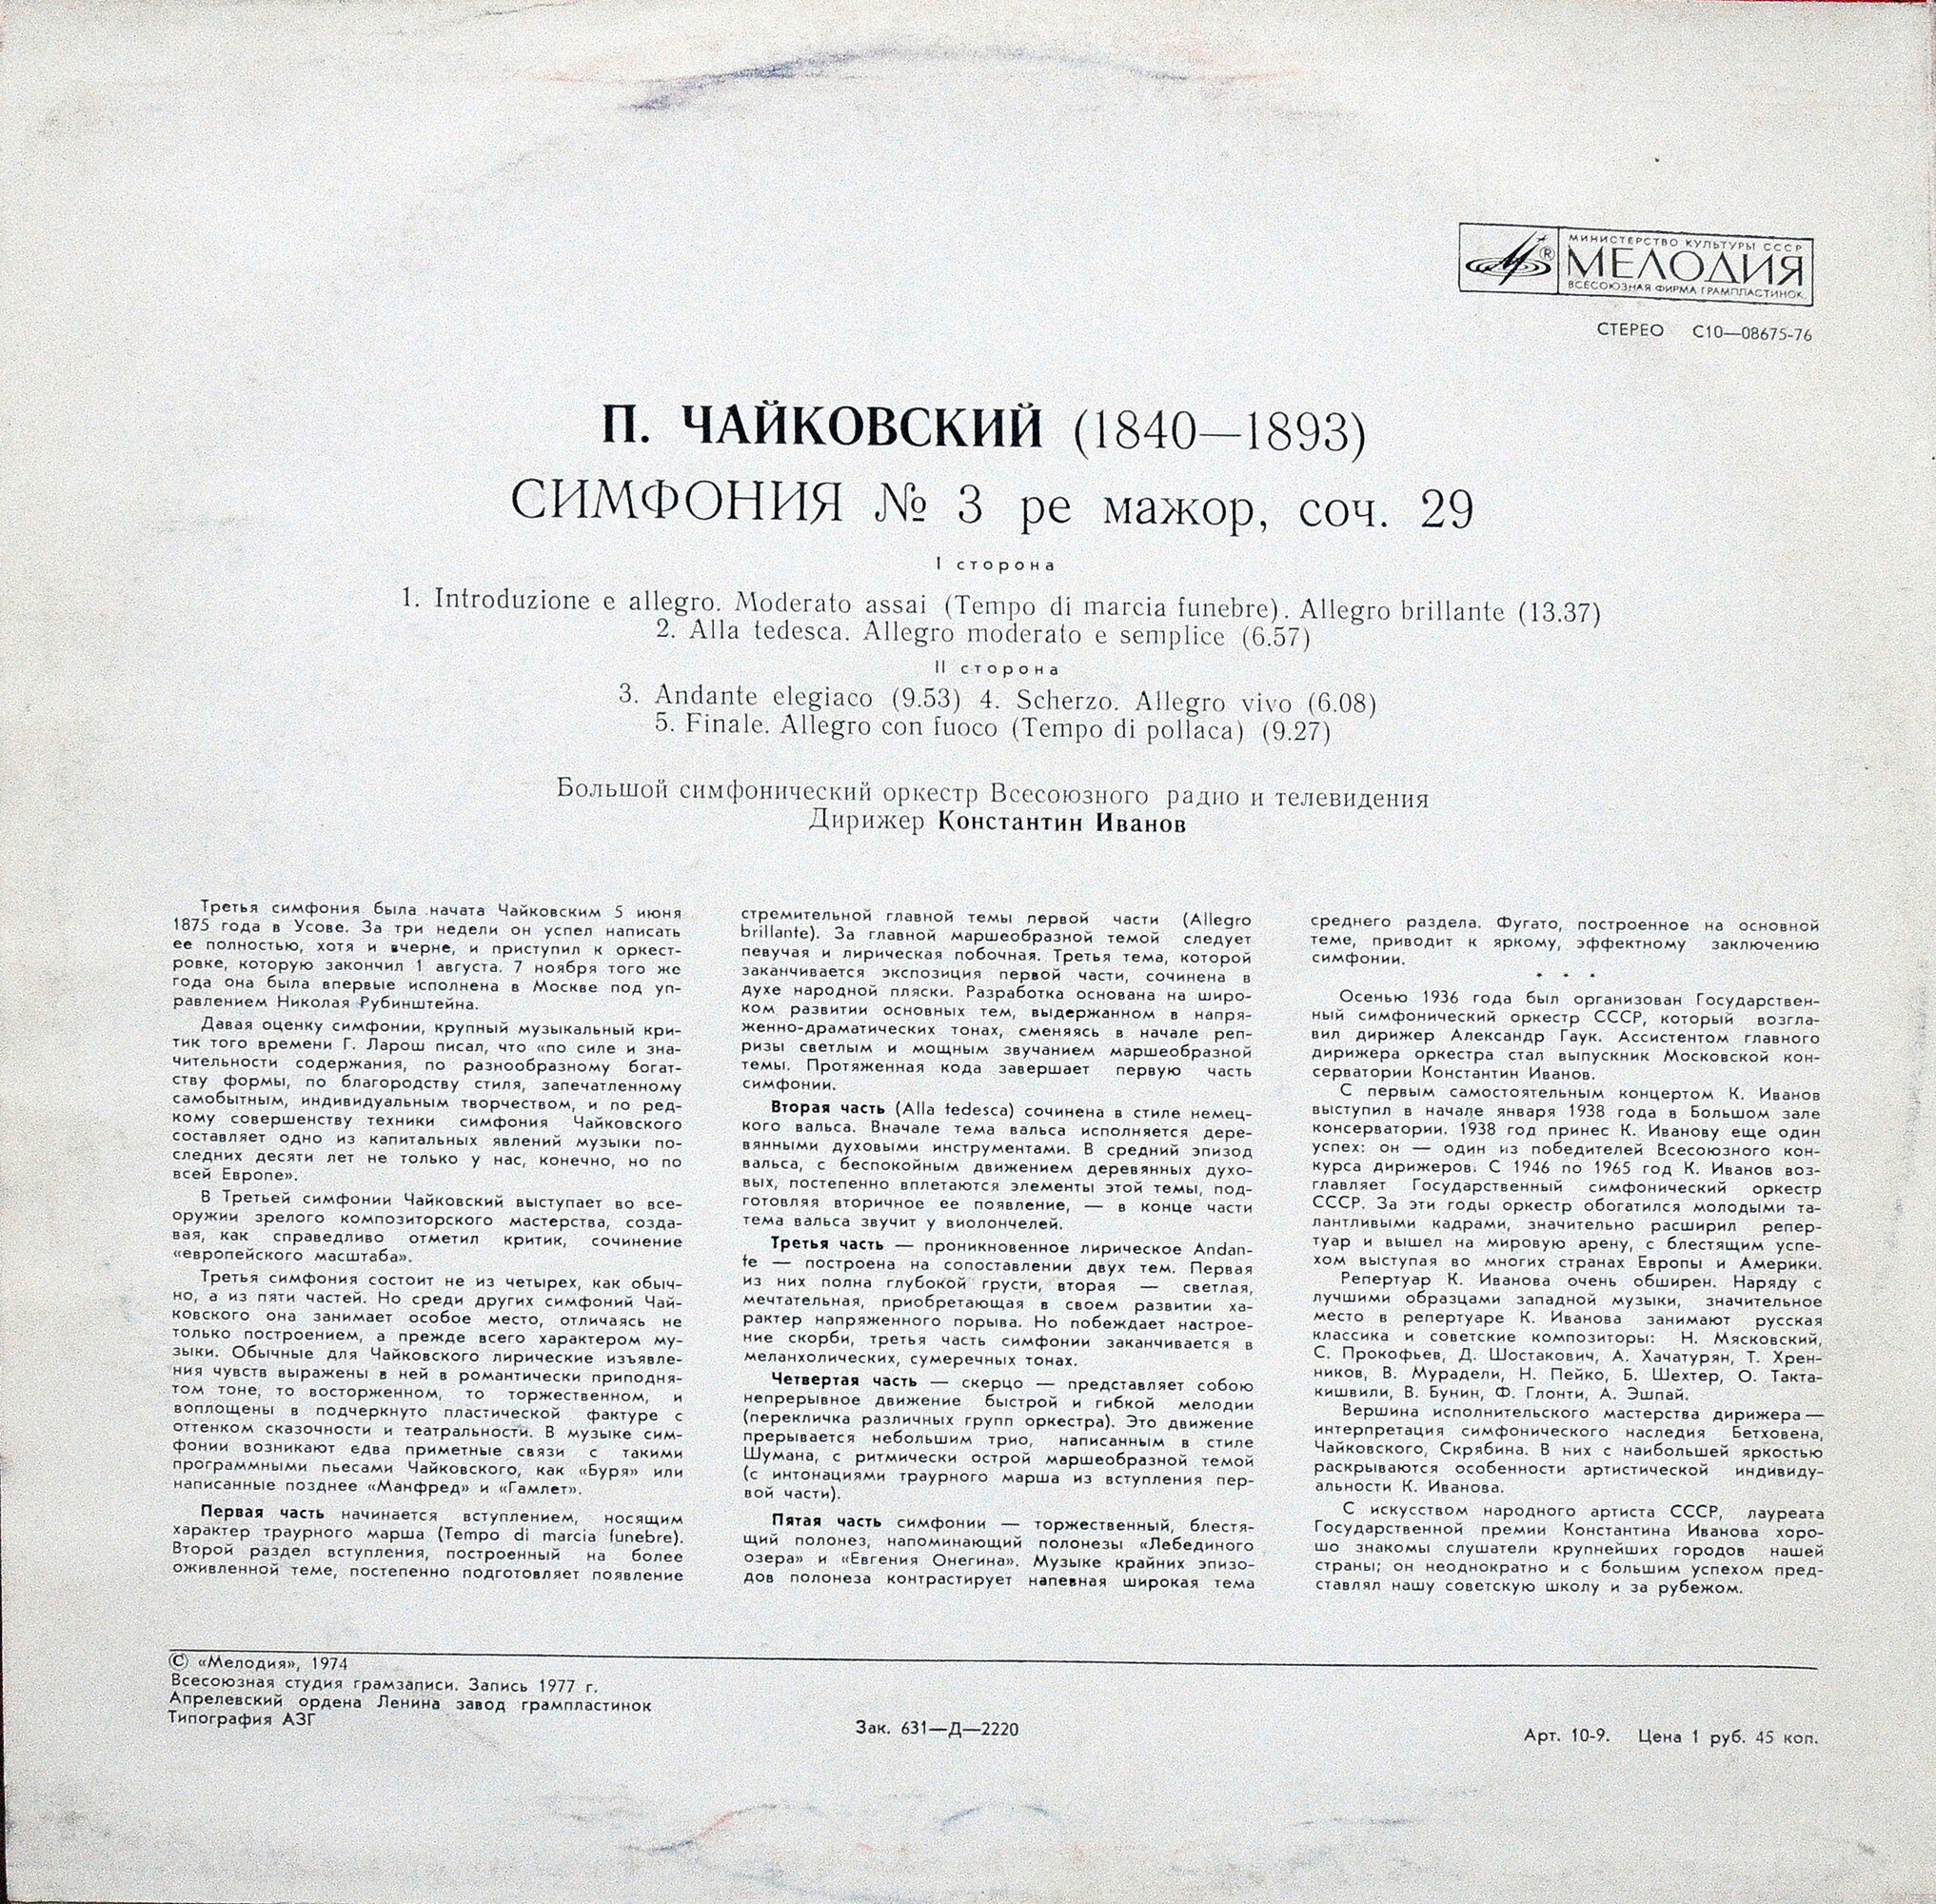 МИНИСТЕРСТВО КУЛЬТУРЫ СССР
МЕЛОДИЯ
ВСЕСОЮЗНАЯ ФИРМА ГРАМПЛАСТИНОК
СТЕРЕО С10—08675-76
П. ЧАЙКОВСКИЙ (1840—1893)
СИМФОНИЯ № 3 ре мажор, соч. 29
I сторона
1. Introduzione e allegro. Moderato assai (Tempo di marcia funebre). Allegro brillante (13.37)
2. Alla tedesca. Allegro moderato e semplice (6.57)
II сторона
3. Andante elegiaco (9.53) 4. Scherzo. Allegro vivo (6.08)
5. Finale. Allegro con fuoco (Tempo di pollaca) (9.27)
Большой симфонический оркестр Всесоюзного радио и телевидения
Дирижер Константин Иванов
Третья симфония была начата Чайковским 5 июня
1875 года в Усове. За три недели он успел написать
ее полностью, хотя и вчерне, и приступил к оркест-
ровке, которую закончил 1 августа. 7 ноября того же
года она была впервые исполнена в Москве под уп-
равлением Николая Рубинштейна.
Давая оценку симфонии, крупный музыкальный кри-
тик того времени Г. Ларош писал, что «по силе и зна-
чительности содержания, по разнообразному богат-
ству формы, по благородству стиля, запечатленному
самобытным, индивидуальным творчеством, и по ред-
кому совершенству техники симфония Чайковского
составляет одно из капитальных явлений музыки по-
следних десяти лет не только у нас, конечно, но по
всей Европе».
В Третьей симфонии Чайковский выступает во все-
оружии зрелого композиторского мастерства, созда-
вая, как справедливо отметил критик, сочинение
«европейского масштаба».
Третья симфония состоит не из четырех, как обыч-
но, а из пяти частей. Но среди других симфоний Чай-
ковского она занимает особое место, отличаясь не
только построением, а прежде всего характером му-
зыки. Обычные для Чайковского лирические изъявле-
ния чувств выражены в ней в романтически приподня-
том тоне, то восторженном, то торжественном, и
воплощены в подчеркнуто пластической фактуре с
оттенком сказочности и театральности. В музыке сим-
фонии возникают едва приметные связи с такими
программными пьесами Чайковского, как «Буря» или
написанные позднее «Манфред» и «Гамлет».
Первая часть начинается вступлением, носящим
характер траурного марша (Tempo di marcia funebre).
Второй раздел вступления, построенный на более
оживленной теме, постепенно подготовляет появление
стремительной главной темы первой части (Allegro
brillante). За главной маршеобразной темой следует
певучая и лирическая побочная. Третья тема, которой
заканчивается экспозиция первой части, сочинена в
духе народной пляски. Разработка основана на широ-
ком развитии основных тем, выдержанном в напря-
женно-драматических тонах, сменяясь в начале реп-
ризы светлым и мощным звучанием маршеобразной
темы. Протяженная кода завершает первую часть
симфонии.
Вторая часть (Alla tedesca) сочинена в стиле немец-
кого вальса. Вначале тема вальса исполняется дере-
вянными духовыми инструментами. В средний эпизод
вальса, с беспокойным движением деревянных духо-
вых, постепенно вплетаются элементы этой темы, под-
готовляя вторичное ее появление, — в конце части
тема вальса звучит у виолончелей.
Третья часть — проникновенное лирическое Andan-
te — построена на сопоставлении двух тем. Первая
из них полна глубокой грусти, вторая — светлая,
мечтательная, приобретающая в своем развитии ха-
рактер напряженного порыва. Но побеждает настрое-
ние скорби, третья часть симфонии заканчивается в
меланхолических, сумеречных тонах.
Четвертая часть — скерцо — представляет собою
непрерывное движение быстрой и гибкой мелодии
(перекличка различных групп оркестра). Это движение
прерывается небольшим трио, написанным в стиле
Шумана, с ритмически острой маршеобразной темой
(с интонациями траурного марша из вступления пер-
вой части).
Пятая часть симфонии — торжественный, блестя-
щий полонез, напоминающий полонезы «Лебединого
озера» и «Евгения Онегина». Музыке крайних эпизо-
дов полонеза контрастирует напевная широкая тема
среднего раздела. Фугато, построенное на основной
теме, приводит к яркому, эффектному заключению
симфонии.
• • •
Осенью 1936 года был организован Государствен-
ный симфонический оркестр СССР, который возгла-
вил дирижер Александр Гаук. Ассистентом главного
дирижера оркестра стал выпускник Московской кон-
серватории Константин Иванов.
С первым самостоятельным концертом К. Иванов
выступил в начале января 1938 года в Большом зале
консерватории. 1938 год принес К. Иванову еще один
успех: он — один из победителей Всесоюзного кон-
курса дирижеров. С 1946 по 1965 год К. Иванов воз-
главляет Государственный симфонический оркестр
СССР. За эти годы оркестр обогатился молодыми та-
лантливыми кадрами, значительно расширил репер-
туар и вышел на мировую арену, с блестящим успе-
хом выступая во многих странах Европы и Америки.
Репертуар К. Иванова очень обширен. Наряду с
лучшими образцами западной музыки, значительное
место в репертуаре К. Иванова занимают русская
классика и советские композиторы: Н. Мясковский,
С. Прокофьев, Д. Шостакович, А. Хачатурян, Т. Хрен-
ников, В. Мурадели, Н. Пейко, Б. Шехтер, О. Такта-
кишвили, В. Бунин, Ф. Глонти, А. Эшпай.
Вершина исполнительского мастерства дирижера —
интерпретация симфонического наследия Бетховена,
Чайковского, Скрябина. В них с наибольшей яркостью
раскрываются особенности артистической индивиду-
альности К. Иванова.
С искусством народного артиста СССР, лауреата
Государственной премии Константина Иванова хоро-
шо знакомы слушатели крупнейших городов нашей
страны; он неоднократно и с большим успехом пред-
ставлял нашу советскую школу и за рубежом.
© «Мелодия», 1974
Всесоюзная студия грамзаписи. Запись 1977 г.
Апрелевский ордена Ленина завод грампластинок
Типография АЗГ
Зак. 631—Д—2220
Арт. 10-9. Цена 1 руб. 45 коп.